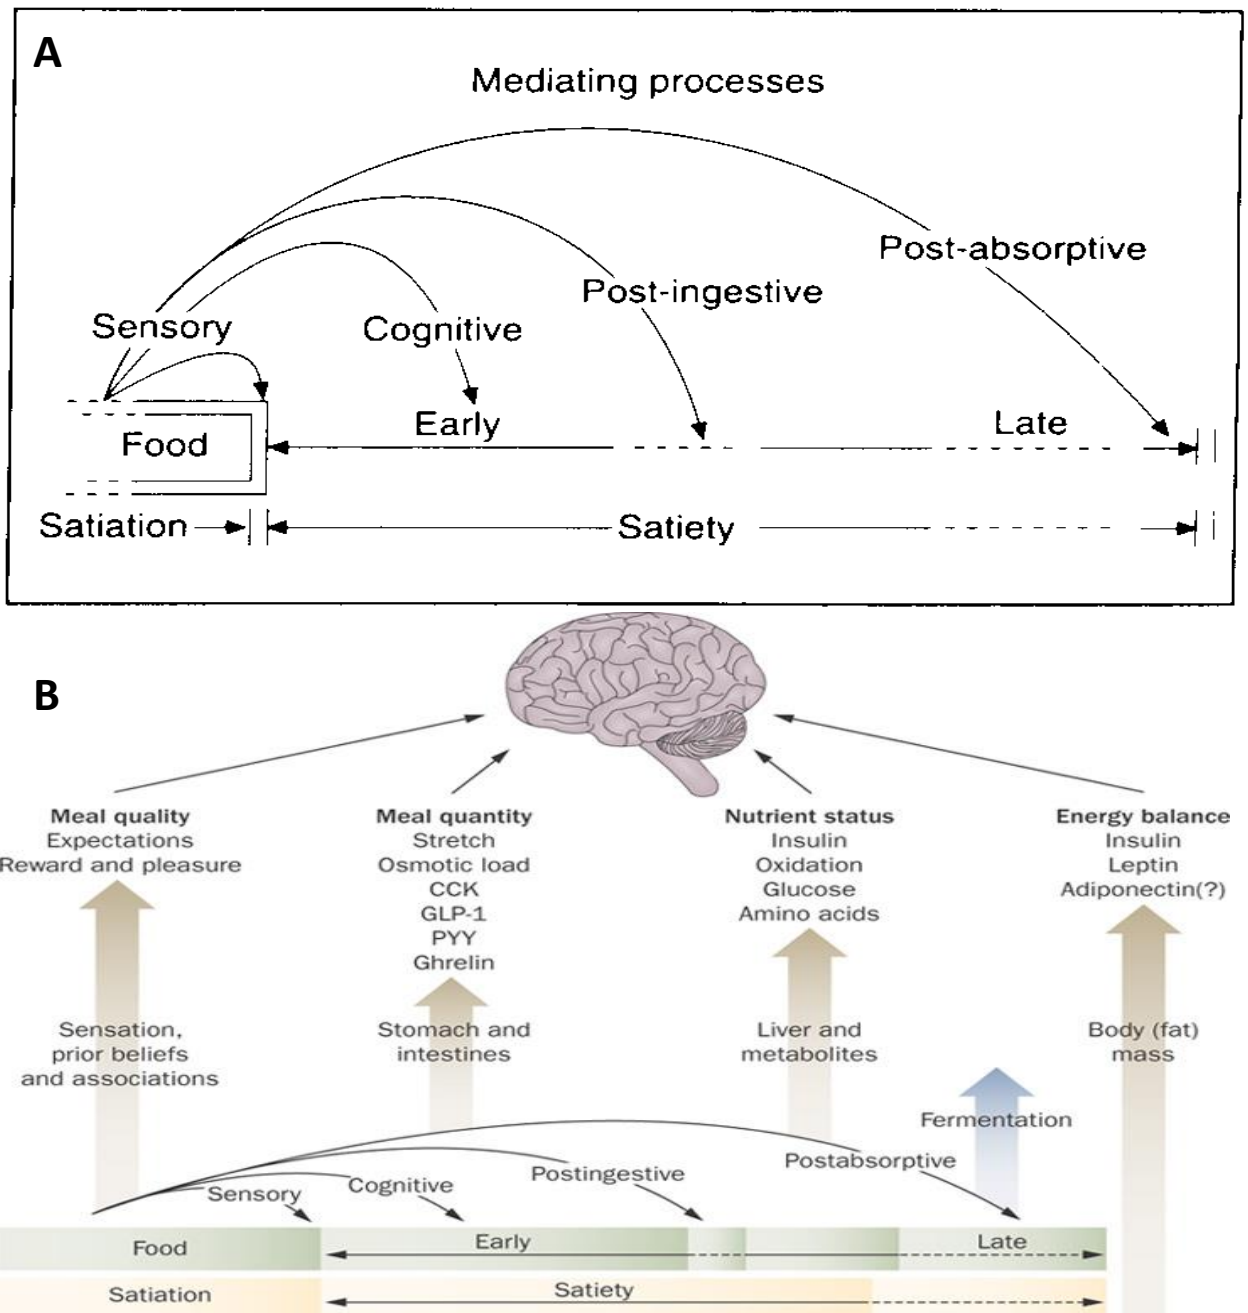 A
Mediating processes
Post-absorptive
Post-ingestive
Sensory
Cognitive
Early
Late
Food
Satiation
Satiety
B
Meal quality
Expectations
Reward and pleasure
Meal quantity
Stretch
Osmotic load
CCK
GLP-1
PYY
Ghrelin
Nutrient status
Insulin
Oxidation
Glucose
Amino acids
Energy balance
Insulin
Leptin
Adiponectin(?)
Sensation,
prior beliefs
and associations
Stomach and
intestines
Liver and
metabolites
Body (fat)
mass
Fermentation
Sensory
Cognitive
Postingestive
Postabsorptive
Food
Early
Late
Satiation
Satiety